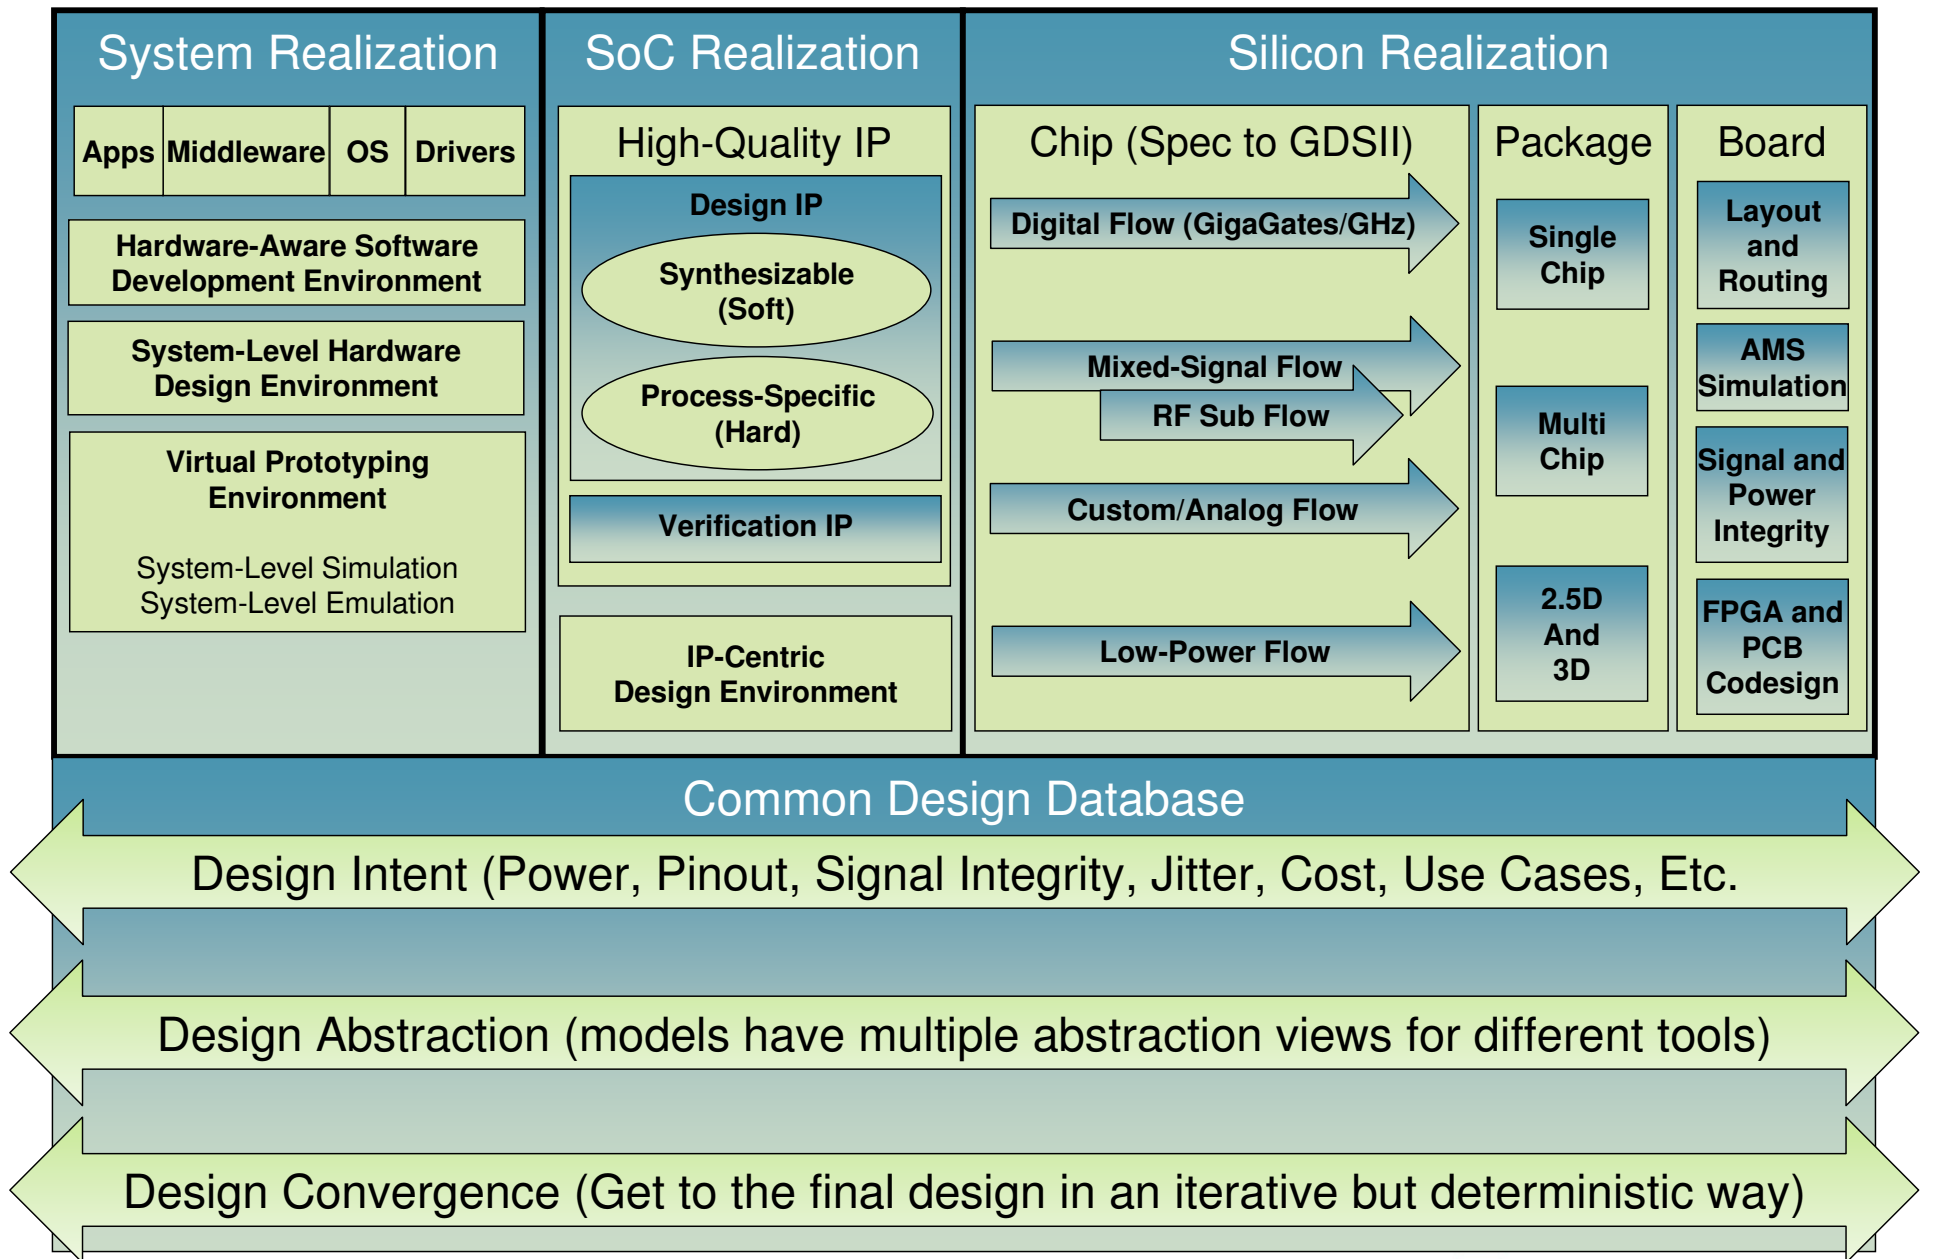 System Realization
Apps Middleware OS Drivers
Hardware-Aware Software
Development Environment
System-Level Hardware
Design Environment
Virtual Prototyping
Environment
System-Level Simulation
System-Level Emulation
SoC Realization
High-Quality IP
Design IP
Synthesizable
(Soft)
Process-Specific
(Hard)
Verification IP
IP-Centric
Design Environment
Silicon Realization
Chip (Spec to GDSII)
Digital Flow (GigaGates/GHz)
Mixed-Signal Flow
RF Sub Flow
Custom/Analog Flow
Low-Power Flow
Package
Single
Chip
Multi
Chip
2.5D
And
3D
Board
Layout
and
Routing
AMS
Simulation
Signal and
Power
Integrity
FPGA and
PCB
Codesign
Common Design Database
Design Intent (Power, Pinout, Signal Integrity, Jitter, Cost, Use Cases, Etc.
Design Abstraction (models have multiple abstraction views for different tools)
Design Convergence (Get to the final design in an iterative but deterministic way)